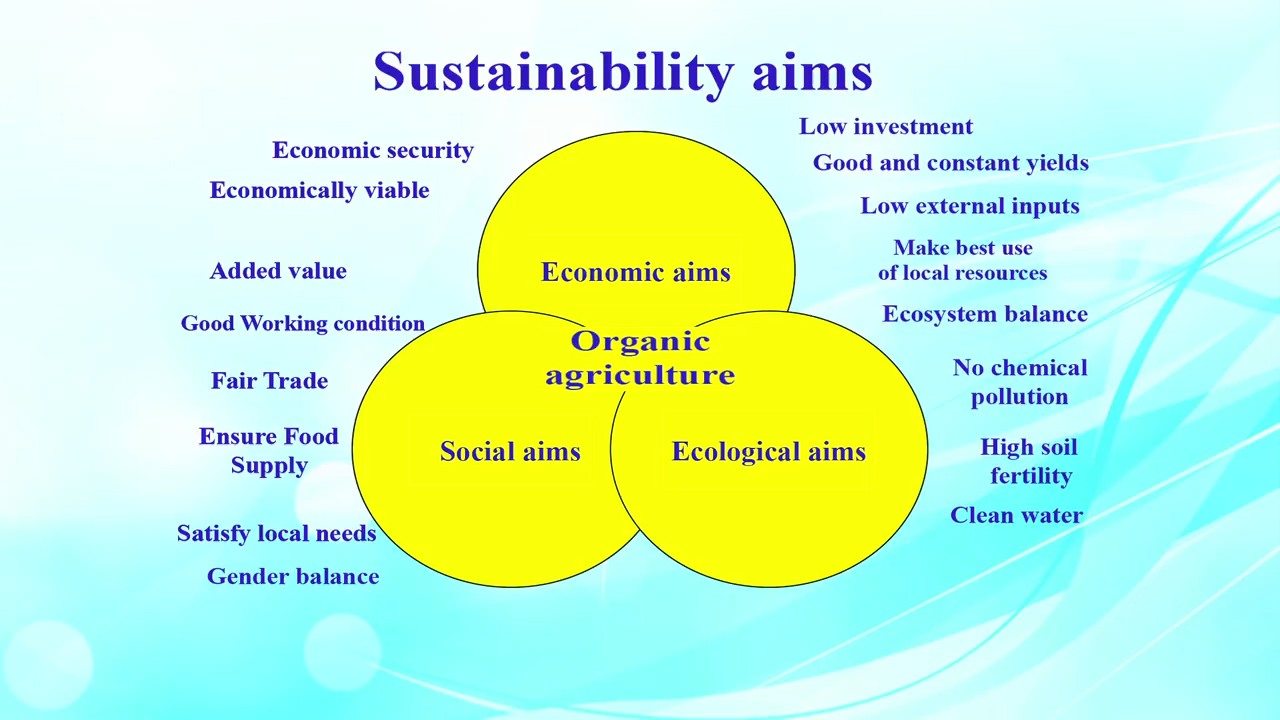 Sustainability aims
Economic security
Economically viable
Added value
Good Working condition
Fair Trade
Ensure Food
Supply
Satisfy local needs
Gender balance
Economic aims
Organic
agriculture
Social aims
Ecological aims
Low investment
Good and constant yields
Low external inputs
Make best use
of local resources
Ecosystem balance
No chemical
pollution
High soil
fertility
Clean water